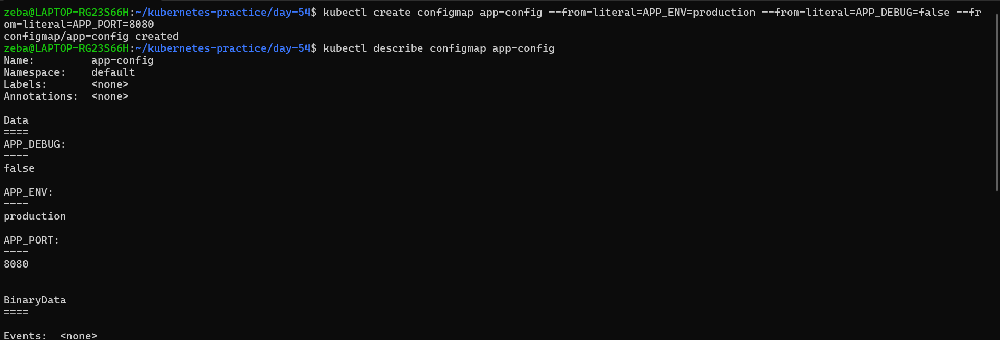 zeba@LAPTOP-RG23S66H:~/kubernetes-practice/day-54$ kubectl create configmap app-config --from-literal=APP_ENV=production --from-literal=APP_DEBUG=false --fr
om-literal=APP_PORT=8080
configmap/app-config created
zeba@LAPTOP-RG23S66H:~/kubernetes-practice/day-54$ kubectl describe configmap app-config
Name:         app-config
Namespace:    default
Labels:       <none>
Annotations:  <none>

Data
====
APP_DEBUG:
----
false

APP_ENV:
----
production

APP_PORT:
----
8080


BinaryData
====

Events:  <none>